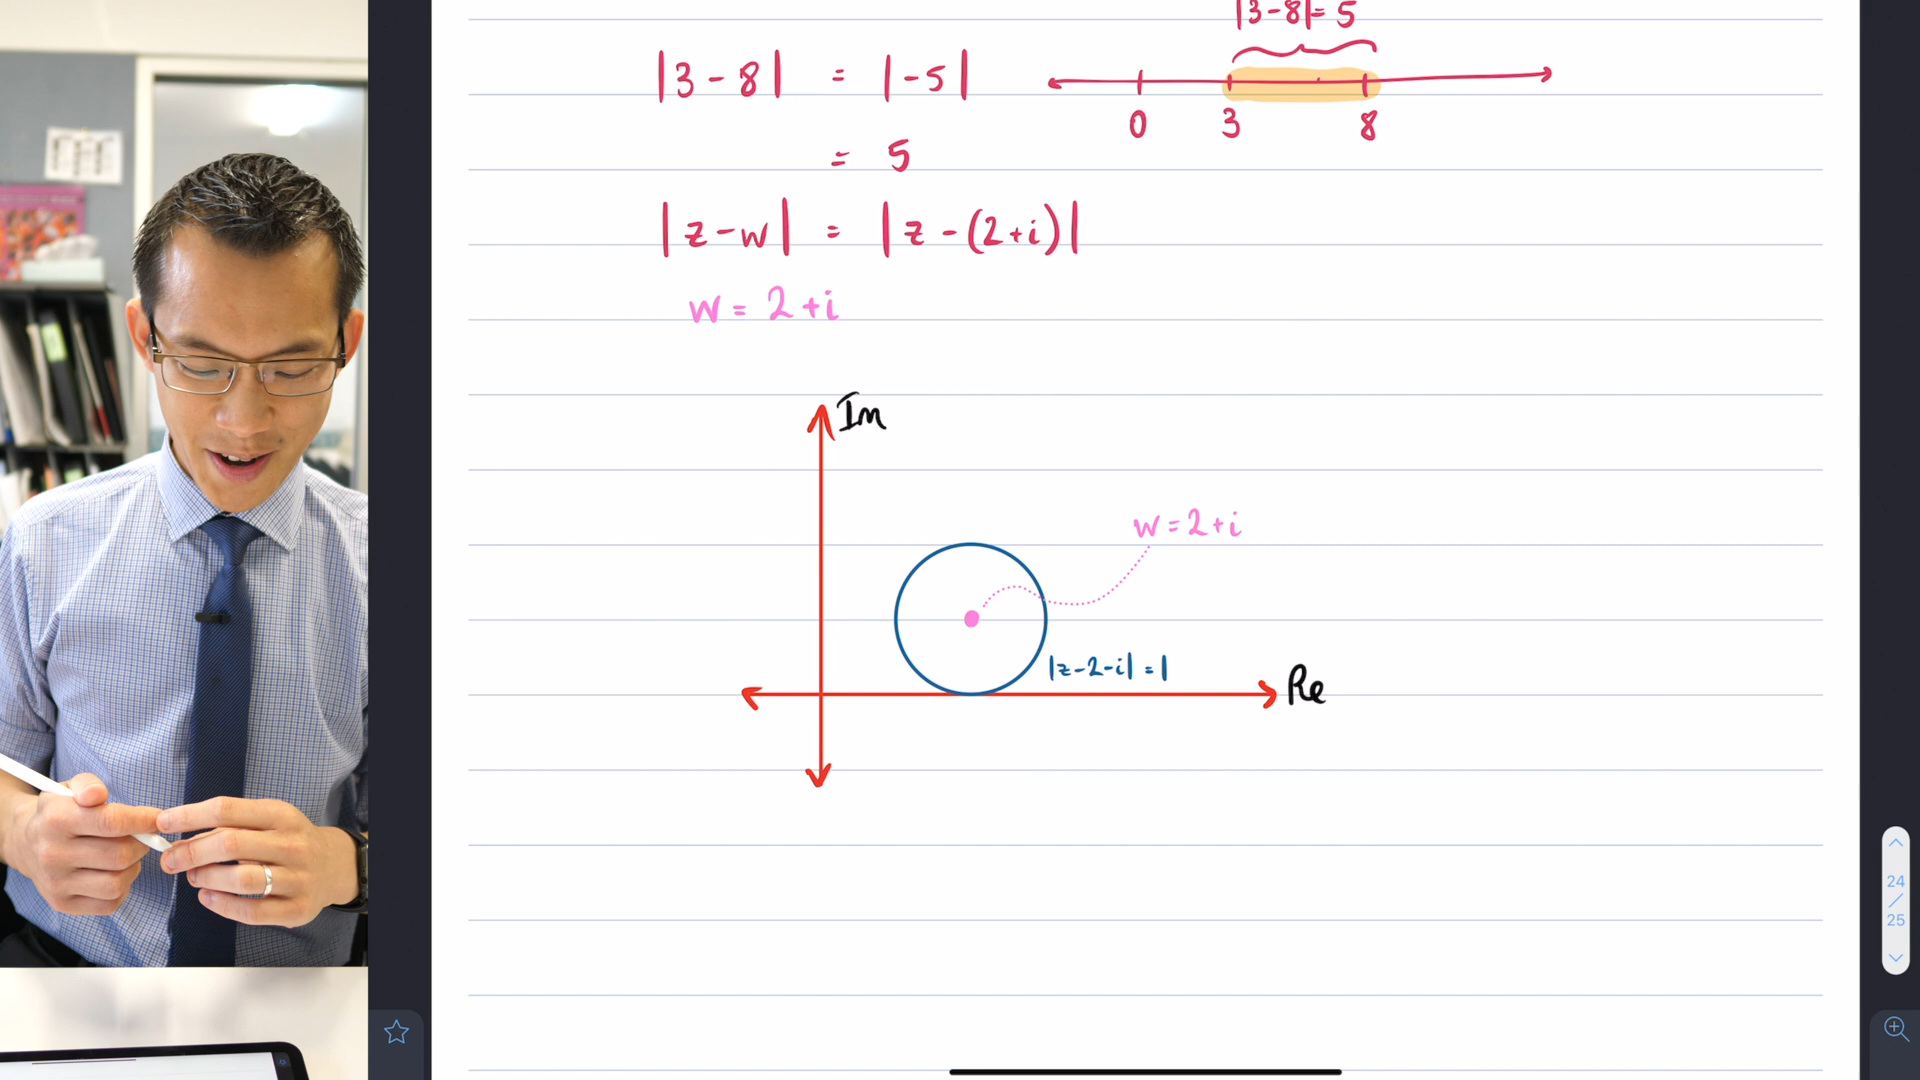 |3-8| = 5
|3 - 8| = |-5|
0 3 8
= 5
|z-w| = |z-(2+i)|
w = 2+i
Im
w = 2+i
|z-2-i| = 1
Re
24
/
25